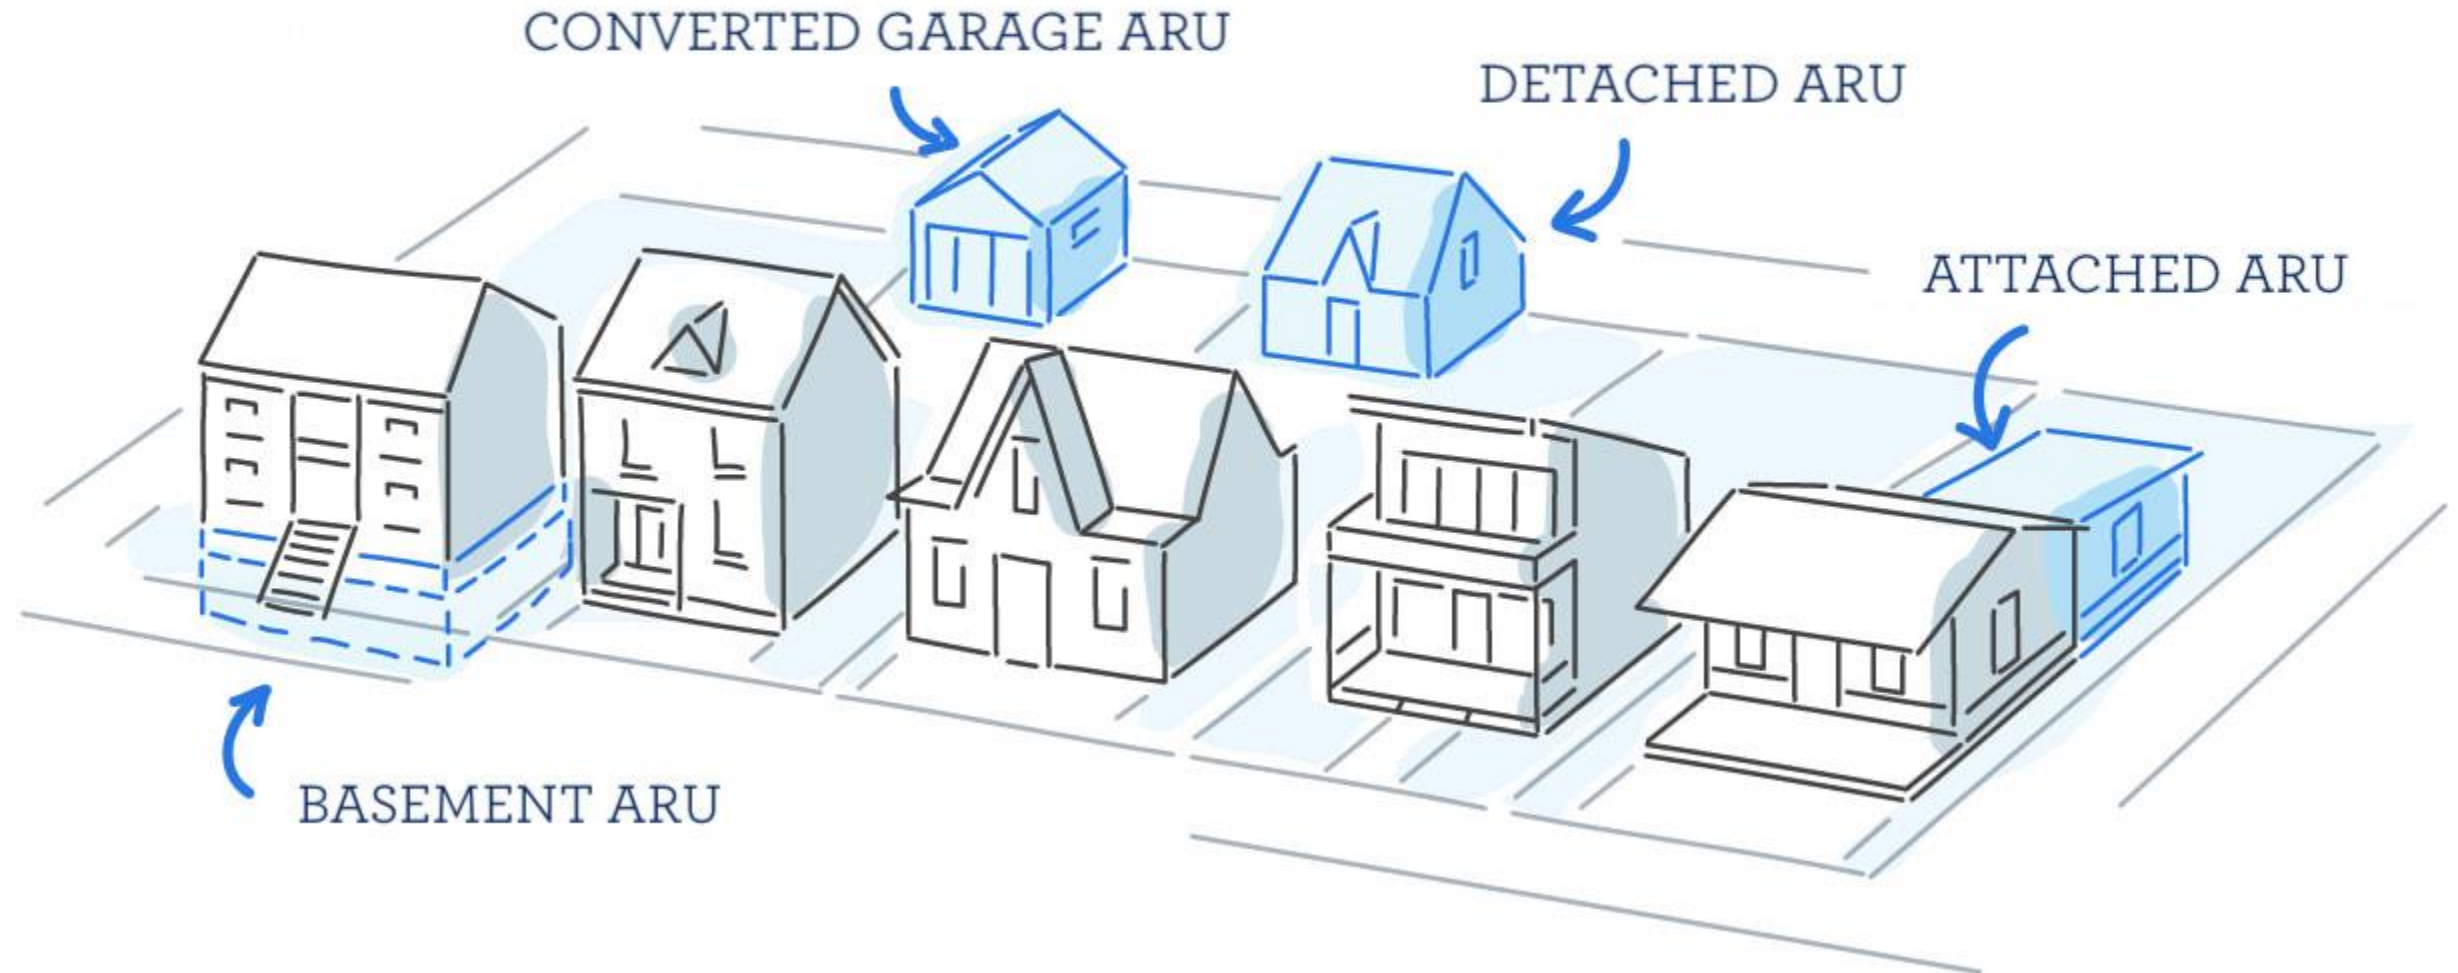 CONVERTED GARAGE ARU
DETACHED ARU
ATTACHED ARU
BASEMENT ARU